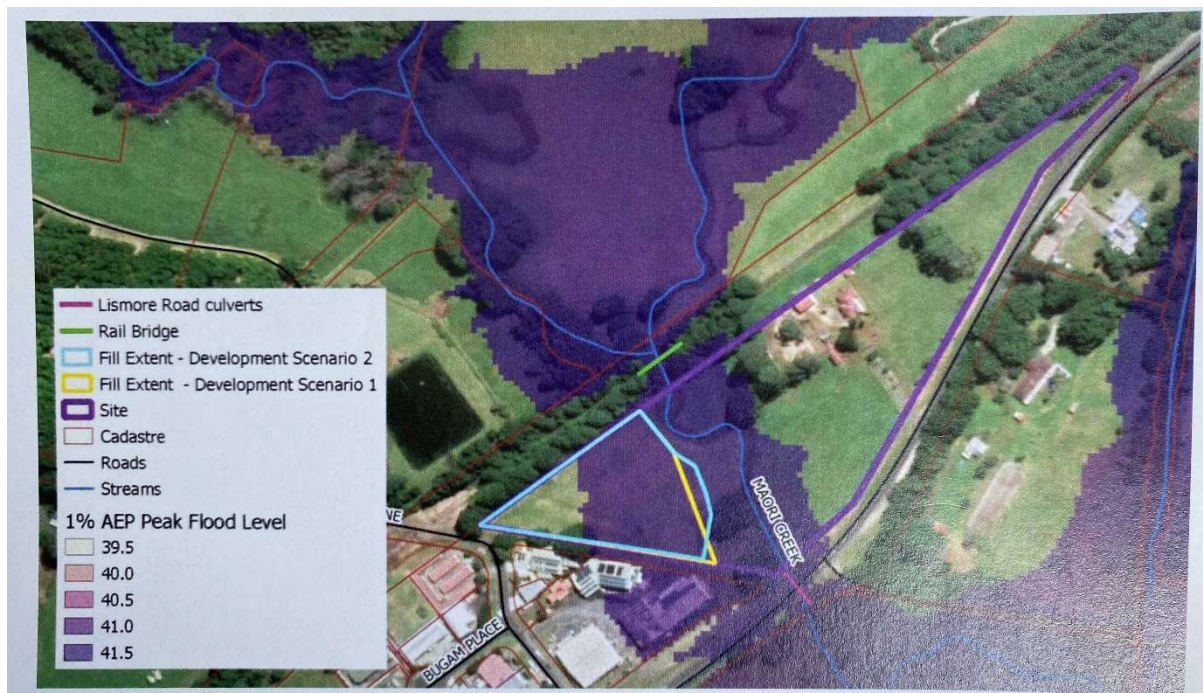 Lismore Road culverts
Rail Bridge
Fill Extent - Development Scenario 2
Fill Extent - Development Scenario 1
Site
Cadastre
Roads
Streams
1% AEP Peak Flood Level
39.5
40.0
40.5
41.0
41.5
NE
BUGAM PLACE
MAORI CREEK